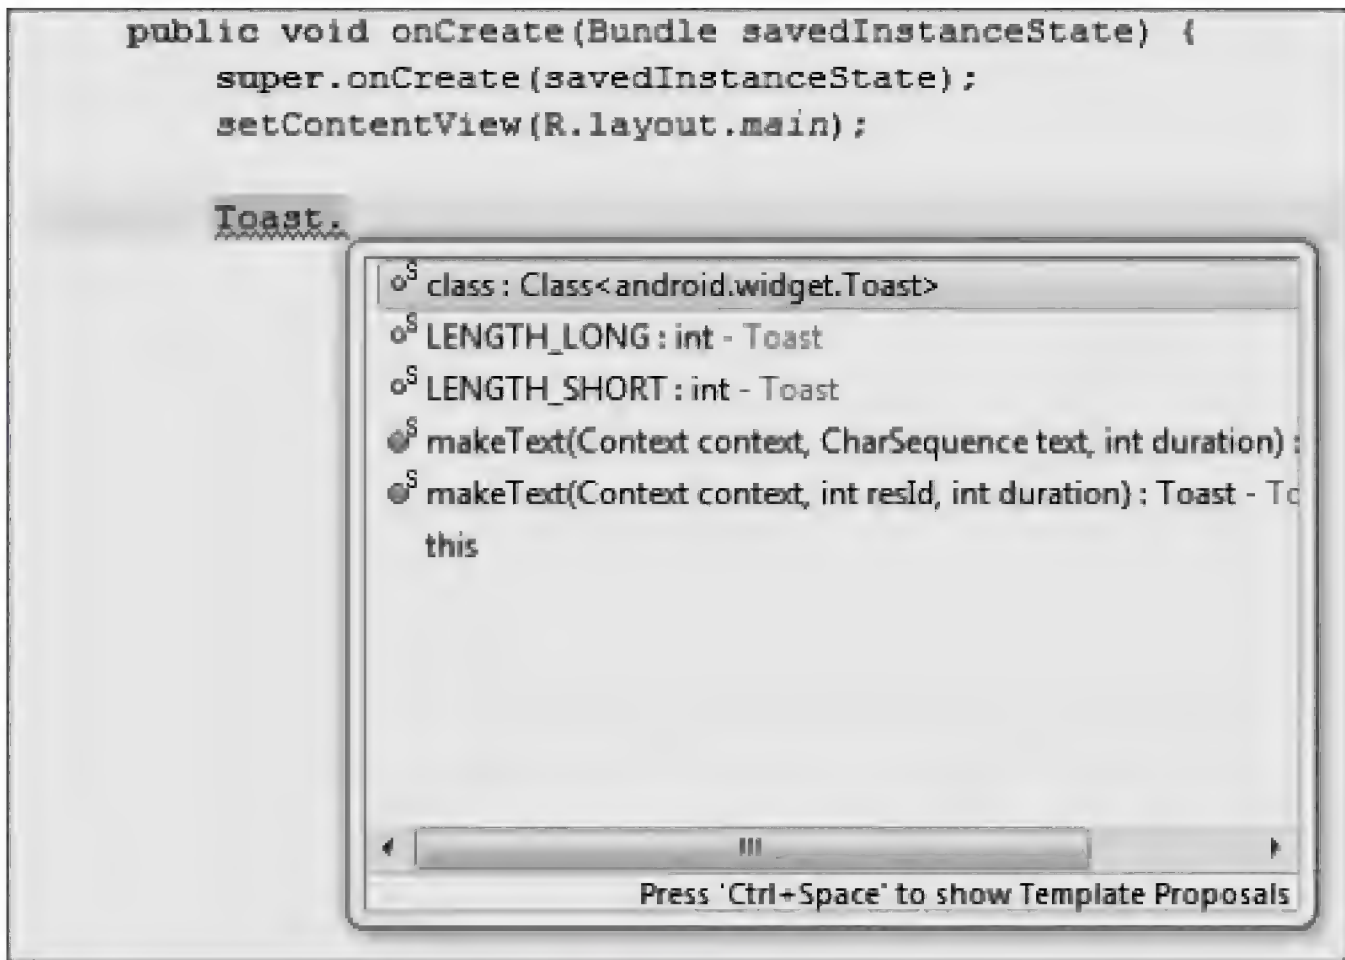 public void onCreate(Bundle savedInstanceState) {
super.onCreate(savedInstanceState);
setContentView(R.layout.main);
Toast.
S class : Class<android.widget.Toast>
S LENGTH_LONG : int - Toast
S LENGTH_SHORT : int - Toast
S makeText(Context context, CharSequence text, int duration) :
S makeText(Context context, int resId, int duration) : Toast - To
this
Press 'Ctrl+Space' to show Template Proposals